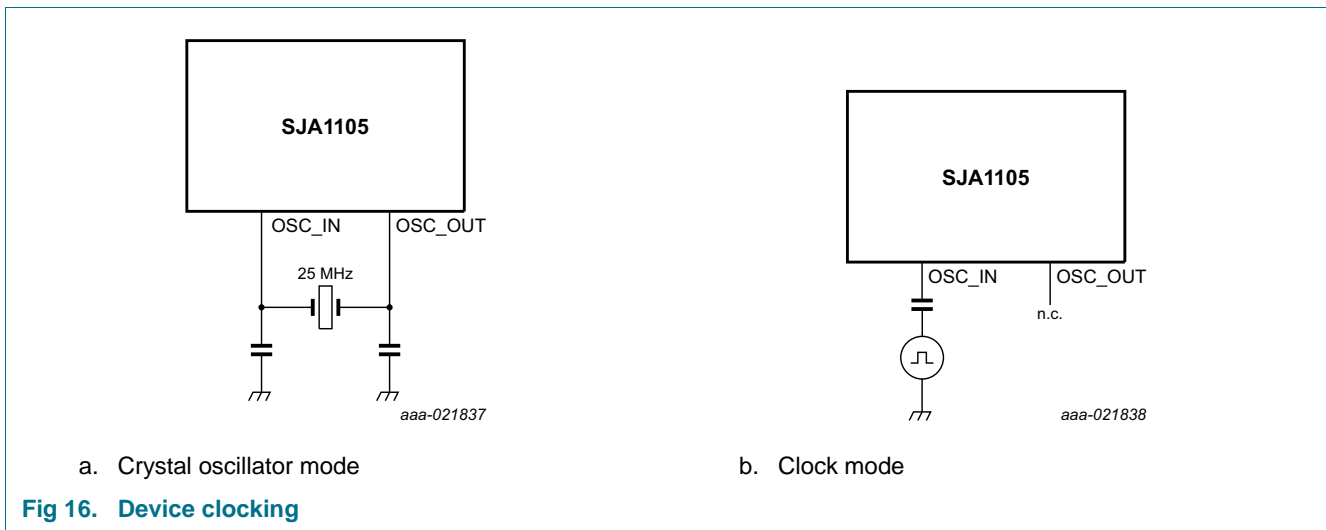 SJA1105
OSC_IN
OSC_OUT
25 MHz
aaa-021837
a. Crystal oscillator mode
SJA1105
OSC_IN
OSC_OUT
n.c.
aaa-021838
b. Clock mode
Fig 16. Device clocking